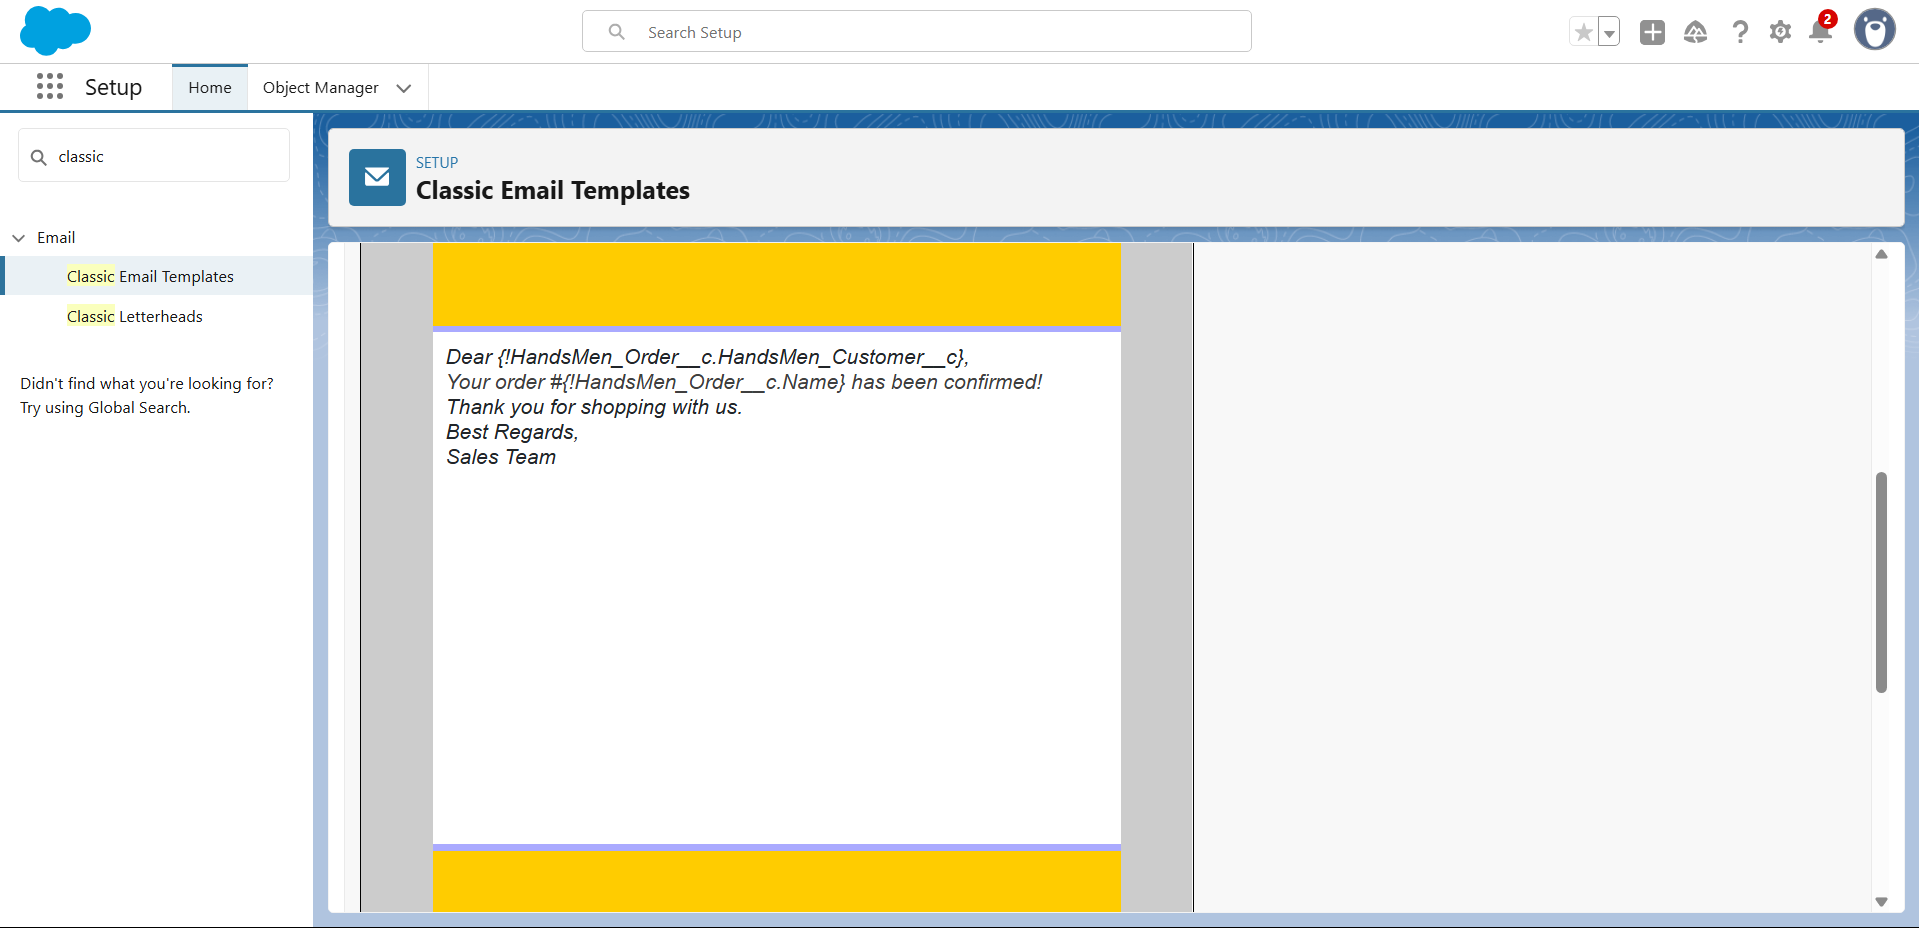 Search Setup
2
Setup
Home
Object Manager
classic
Email
Classic Email Templates
Classic Letterheads
Didn't find what you're looking for?
Try using Global Search.
SETUP
Classic Email Templates
Dear {!HandsMen_Order__c.HandsMen_Customer__c},
Your order #{!HandsMen_Order__c.Name} has been confirmed!
Thank you for shopping with us.
Best Regards,
Sales Team